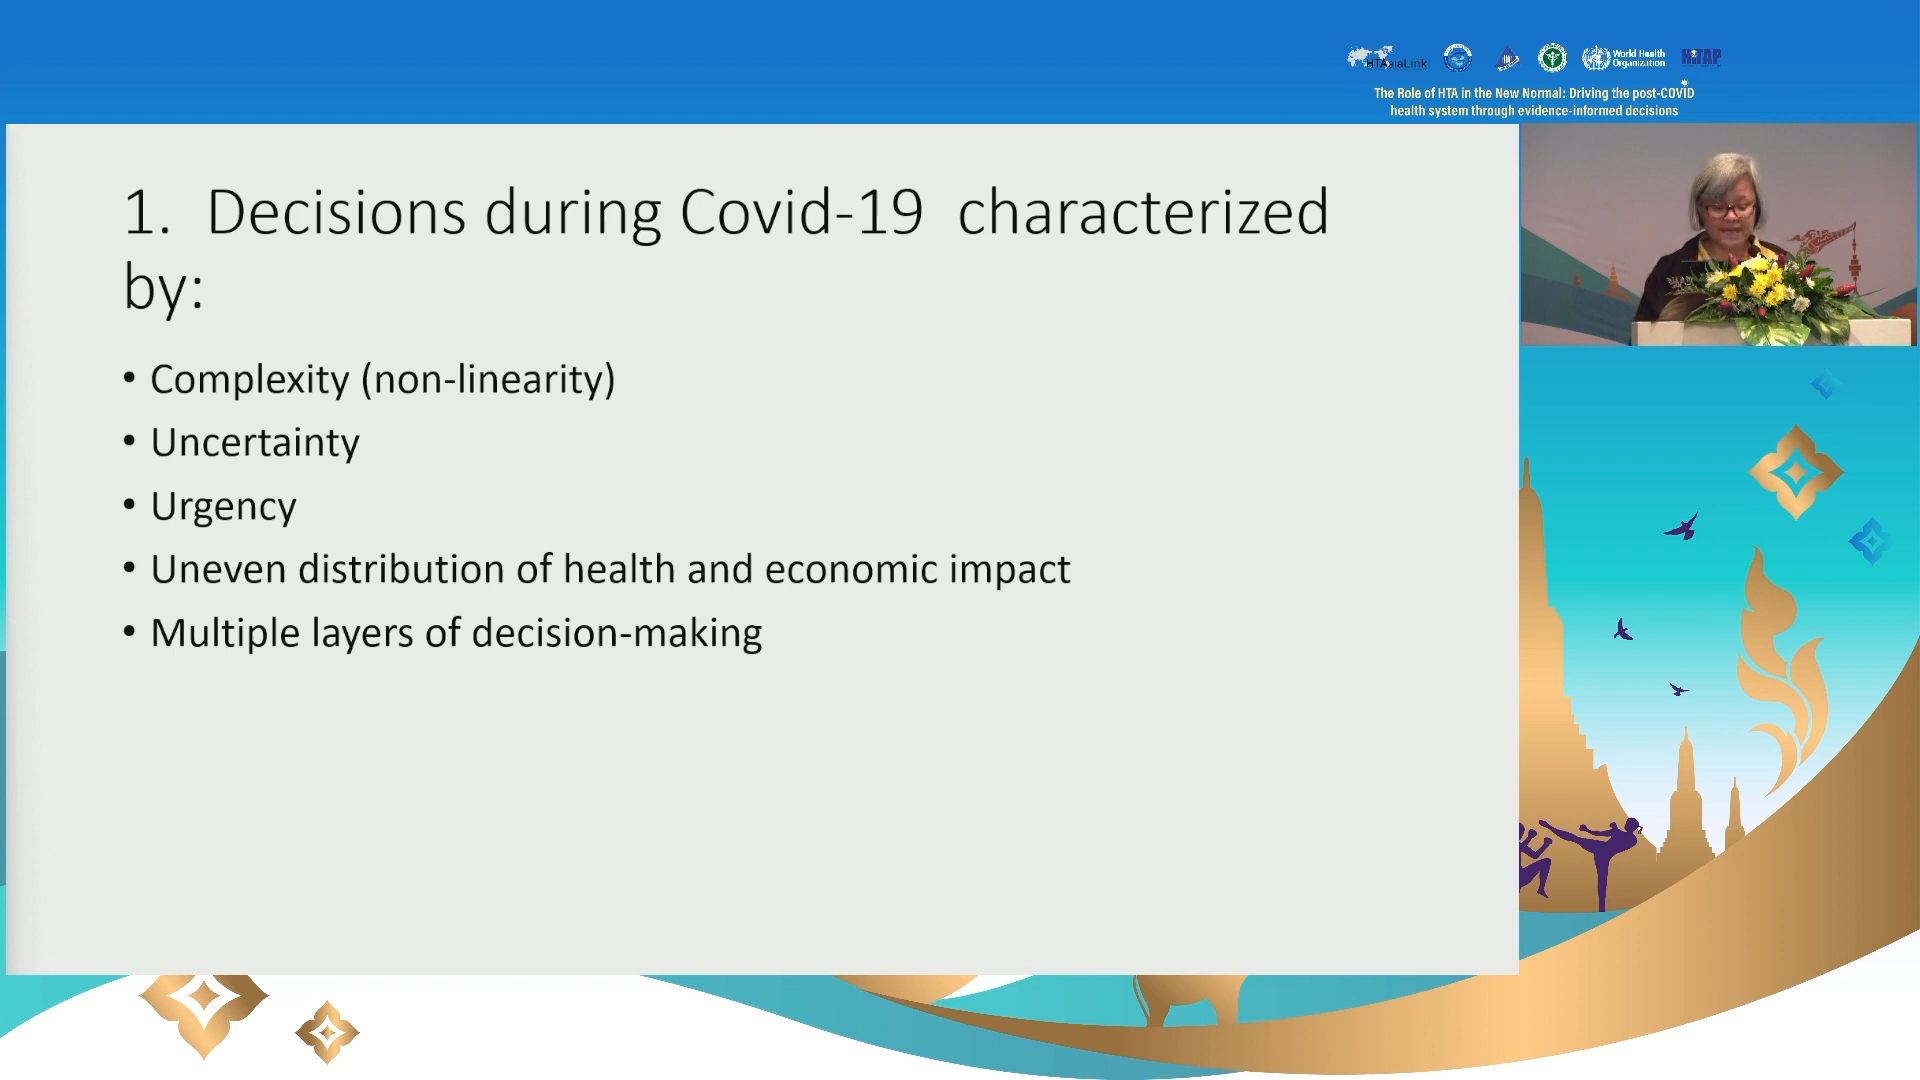 HTAsiaLink
World Health
Organization
HITAP
The Role of HTA in the New Normal: Driving the post-COVID
health system through evidence-informed decisions
1. Decisions during Covid-19 characterized
by:
• Complexity (non-linearity)
• Uncertainty
• Urgency
• Uneven distribution of health and economic impact
• Multiple layers of decision-making